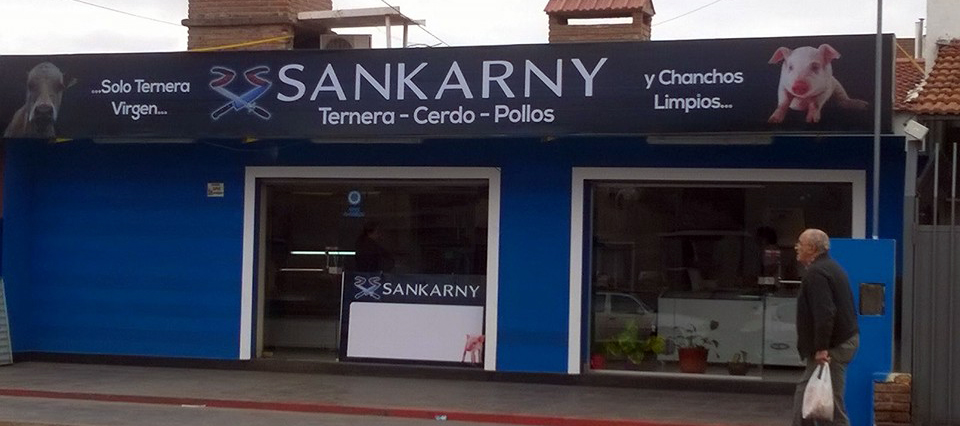 ...Solo Ternera
Virgen...
SANKARNY
Ternera - Cerdo - Pollos
y Chanchos
Limpios...
SANKARNY